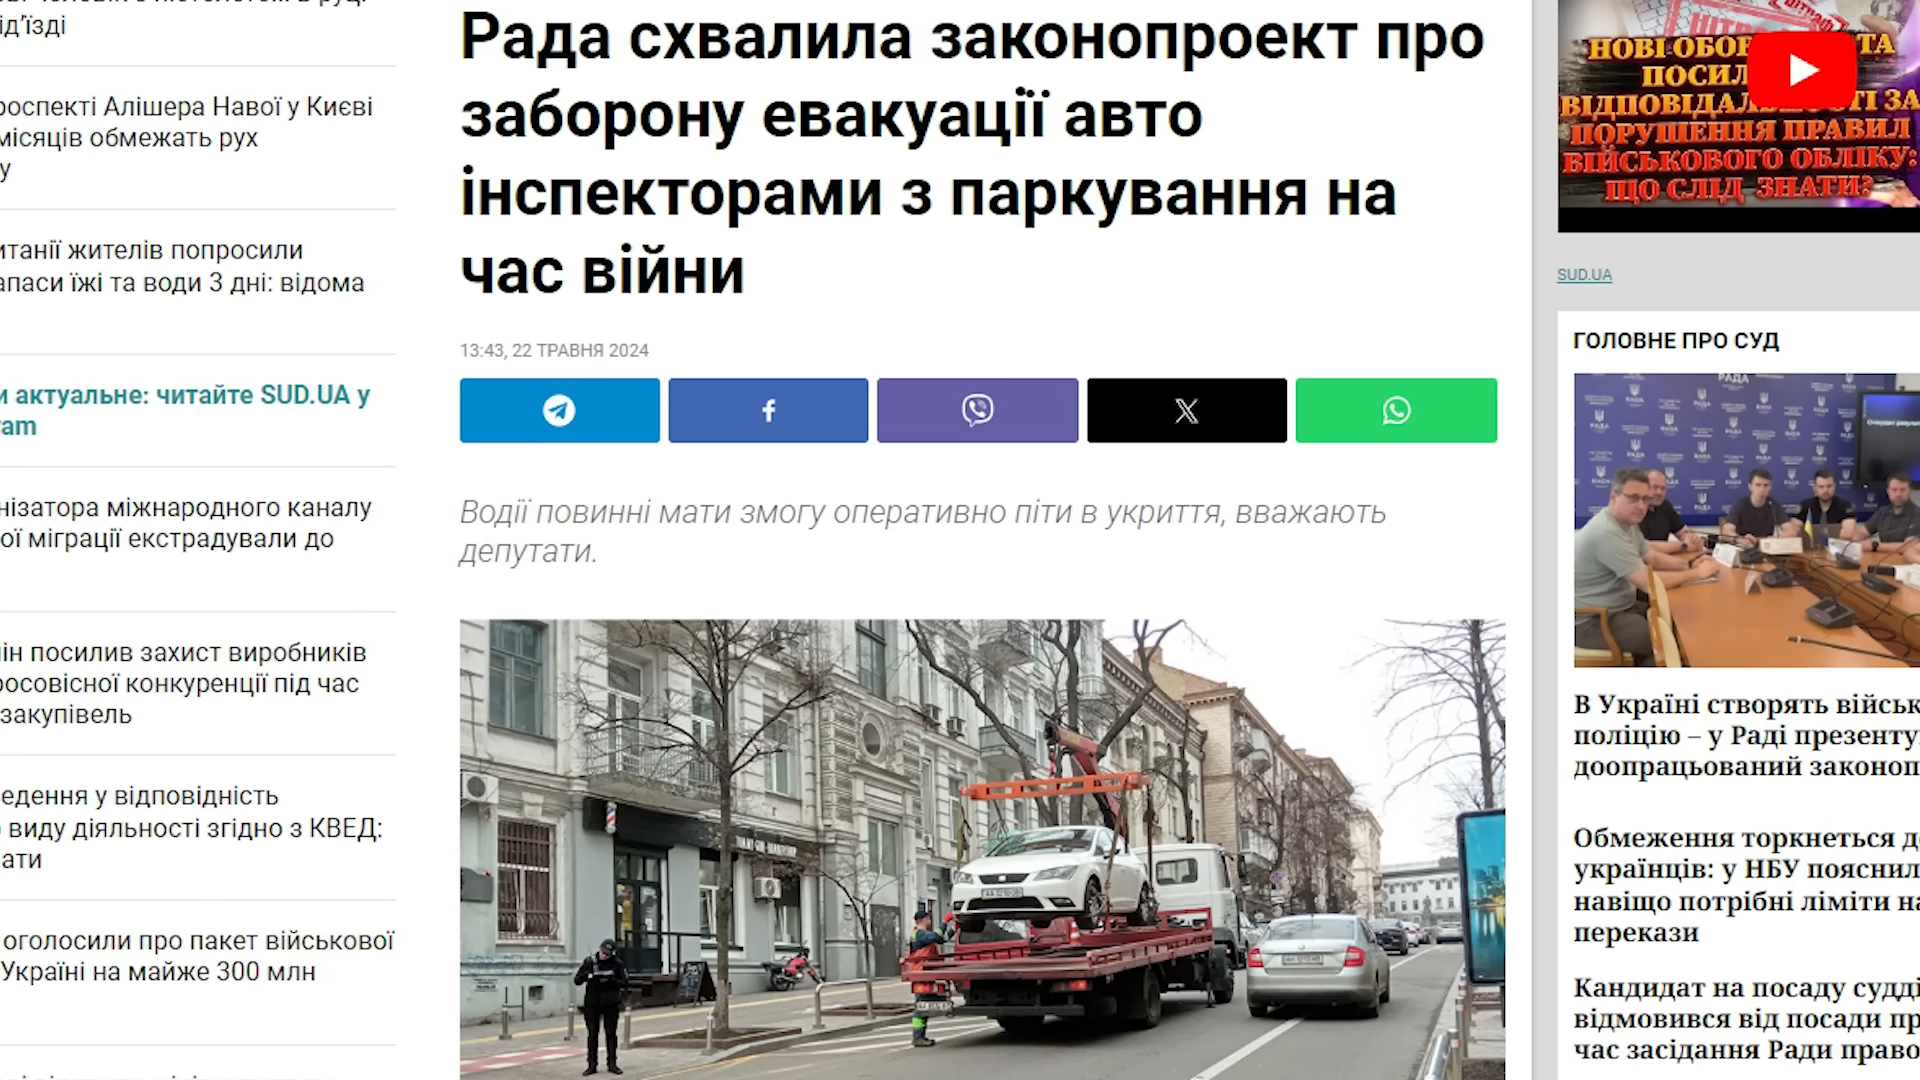 ід'їзді
роспекті Алішера Навої у Києві
місяців обмежать рух
у
итанії жителів попросили
апаси їжі та води 3 дні: відома
и актуальне: читайте SUD.UA у
ram
нізатора міжнародного каналу
ої міграції екстрадували до
ін посилив захист виробників
росовісної конкуренції під час
закупівель
едення у відповідність
виду діяльності згідно з КВЕД:
ати
оголосили про пакет військової
Україні на майже 300 млн
Рада схвалила законопроект про
заборону евакуації авто
інспекторами з паркування на
час війни
13:43, 22 ТРАВНЯ 2024
Водії повинні мати змогу оперативно піти в укриття, вважають
депутати.
НОВІ ОБОВ ТА
ПОСИЛ
ВІДПОВІДАЛЬНОСТІ ЗА
ПОРУШЕННЯ ПРАВИЛ
ВІЙСЬКОВОГО ОБЛІКУ:
ЩО СЛІД ЗНАТИ?
SUD.UA
ГОЛОВНЕ ПРО СУД
РАДА
В Україні створять військ
поліцію – у Раді презенту
доопрацьований законоп
Обмеження торкнеться д
українців: у НБУ пояснил
навіщо потрібні ліміти на
перекази
Кандидат на посаду судді
відмовився від посади пр
час засідання Ради право